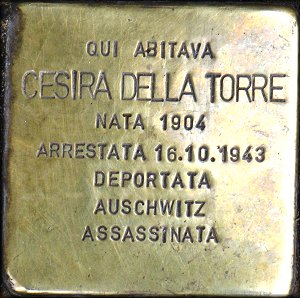 QUI ABITAVA
CESIRA DELLA TORRE
NATA 1904
ARRESTATA 16.10.1943
DEPORTATA
AUSCHWITZ
ASSASSINATA